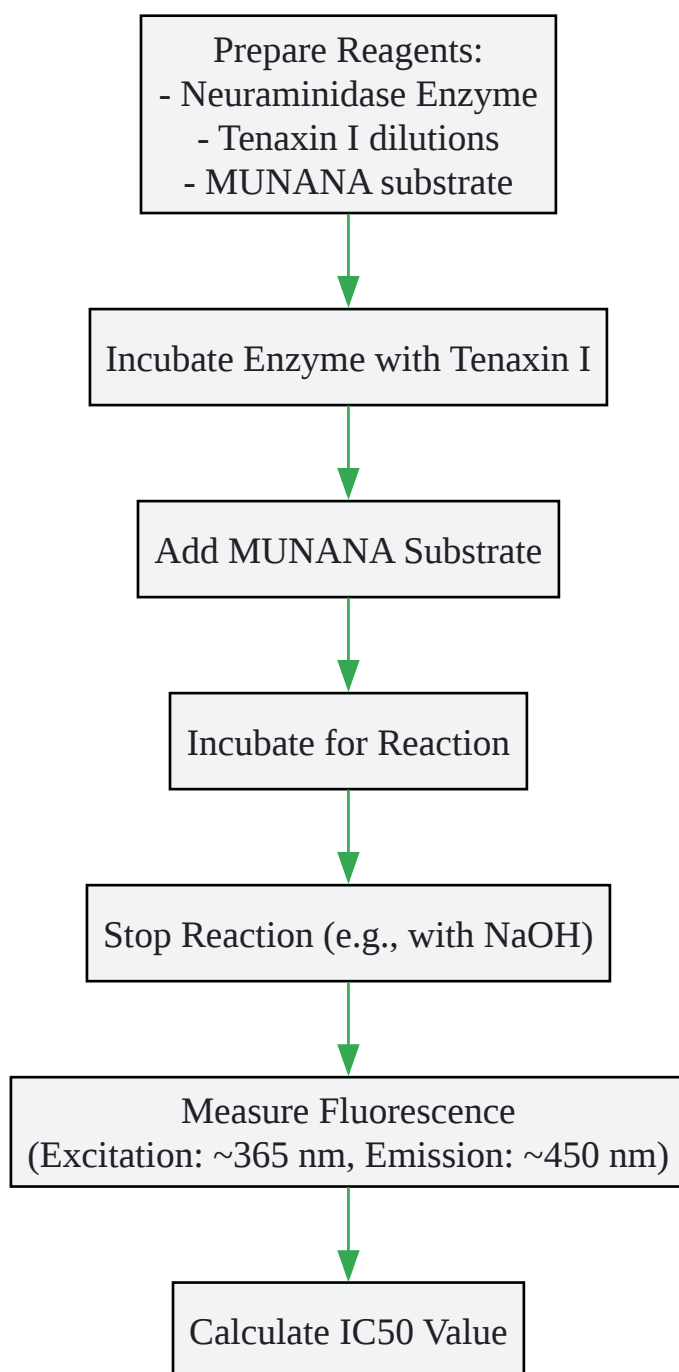 Prepare Reagents:
- Neuraminidase Enzyme
- Tenaxin I dilutions
- MUNANA substrate
Incubate Enzyme with Tenaxin I
Add MUNANA Substrate
Incubate for Reaction
Stop Reaction (e.g., with NaOH)
Measure Fluorescence
(Excitation: ~365 nm, Emission: ~450 nm)
Calculate IC50 Value